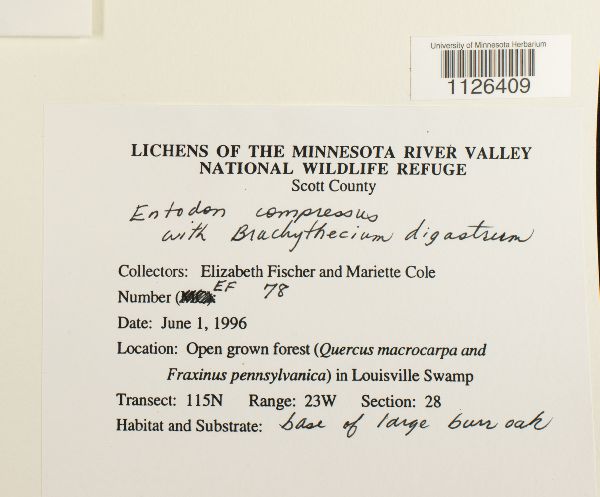 University of Minnesota Herbarium
1126409
LICHENS OF THE MINNESOTA RIVER VALLEY
NATIONAL WILDLIFE REFUGE
Scott County
Entodon compressus
with Brachythecium digastrum
Collectors: Elizabeth Fischer and Mariette Cole
Number ( EF 78
Date: June 1, 1996
Location: Open grown forest (Quercus macrocarpa and
Fraxinus pennsylvanica) in Louisville Swamp
Transect: 115N Range: 23W Section: 28
Habitat and Substrate: base of large burr oak